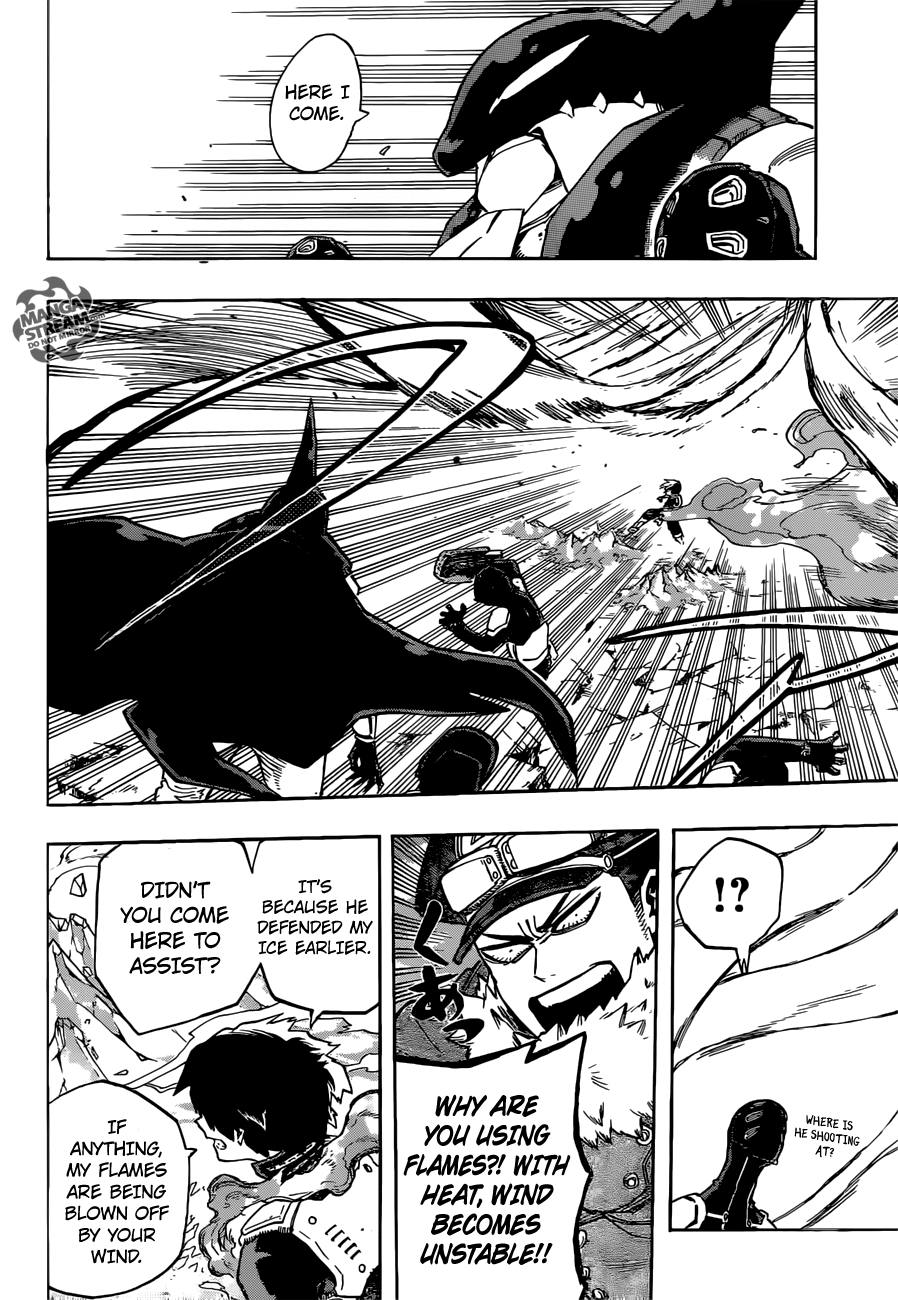 HERE I
COME.
MANGA
STREAM.com
DO NOT MIRROR
!?
WHERE IS
HE SHOOTING
AT?
くぁっ
WHY ARE
YOU USING
FLAMES?! WITH
HEAT, WIND
BECOMES
UNSTABLE!!
IT'S
BECAUSE HE
DEFENDED MY
ICE EARLIER.
DIDN'T
YOU COME
HERE TO
ASSIST?
IF
ANYTHING,
MY FLAMES
ARE BEING
BLOWN OFF
BY YOUR
WIND.